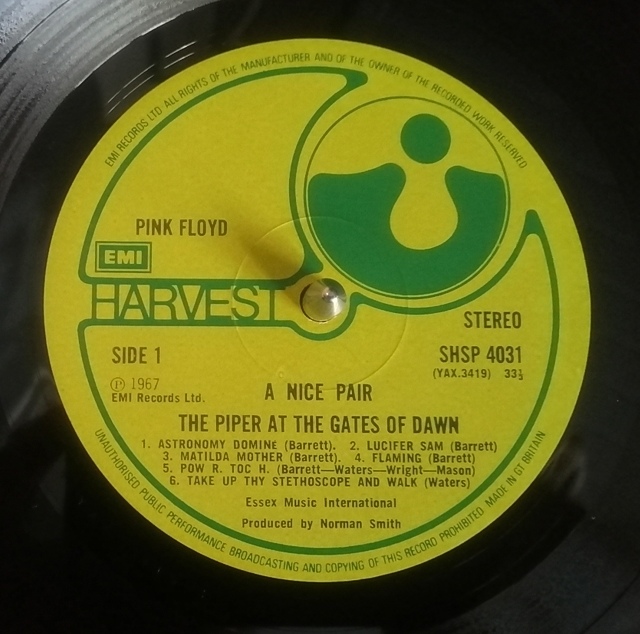 EMI RECORDS LTD ALL RIGHTS OF THE MANUFACTURER AND OF THE OWNER OF THE RECORDED WORK RESERVED
PINK FLOYD
EMI
HARVEST
STEREO
SIDE 1
SHSP 4031
(YAX.3419) 33⅓
Ⓟ 1967
EMI Records Ltd.
A NICE PAIR
THE PIPER AT THE GATES OF DAWN
1. ASTRONOMY DOMINE (Barrett). 2. LUCIFER SAM (Barrett)
3. MATILDA MOTHER (Barrett). 4. FLAMING (Barrett)
5. POW R. TOC H. (Barrett—Waters—Wright—Mason)
6. TAKE UP THY STETHOSCOPE AND WALK (Waters)
Essex Music International
Produced by Norman Smith
UNAUTHORISED PUBLIC PERFORMANCE BROADCASTING AND COPYING OF THIS RECORD PROHIBITED MADE IN GT BRITAIN